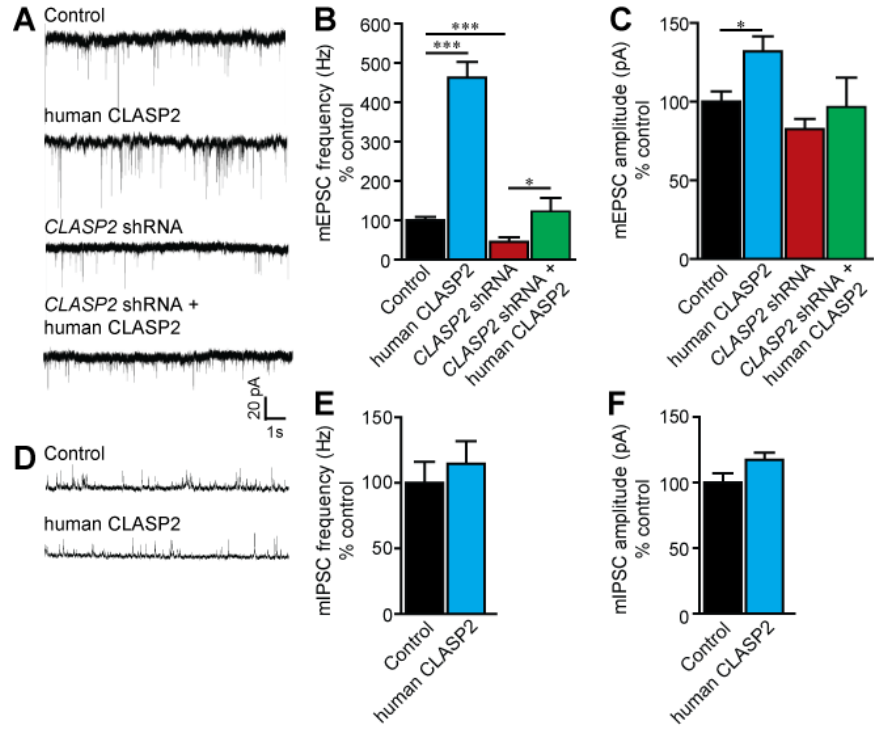 A
Control
human CLASP2
CLASP2 shRNA
CLASP2 shRNA +
human CLASP2
20 pA
1s
B
mEPSC frequency (Hz)
% control
600
500
400
300
200
100
0
***
***
*
Control
human CLASP2
CLASP2 shRNA
CLASP2 shRNA +
human CLASP2
C
mEPSC amplitude (pA)
% control
150
100
50
0
*
Control
human CLASP2
CLASP2 shRNA
CLASP2 shRNA +
human CLASP2
D
Control
human CLASP2
E
mIPSC frequency (Hz)
% control
150
100
50
0
Control
human CLASP2
F
mIPSC amplitude (pA)
% control
150
100
50
0
Control
human CLASP2